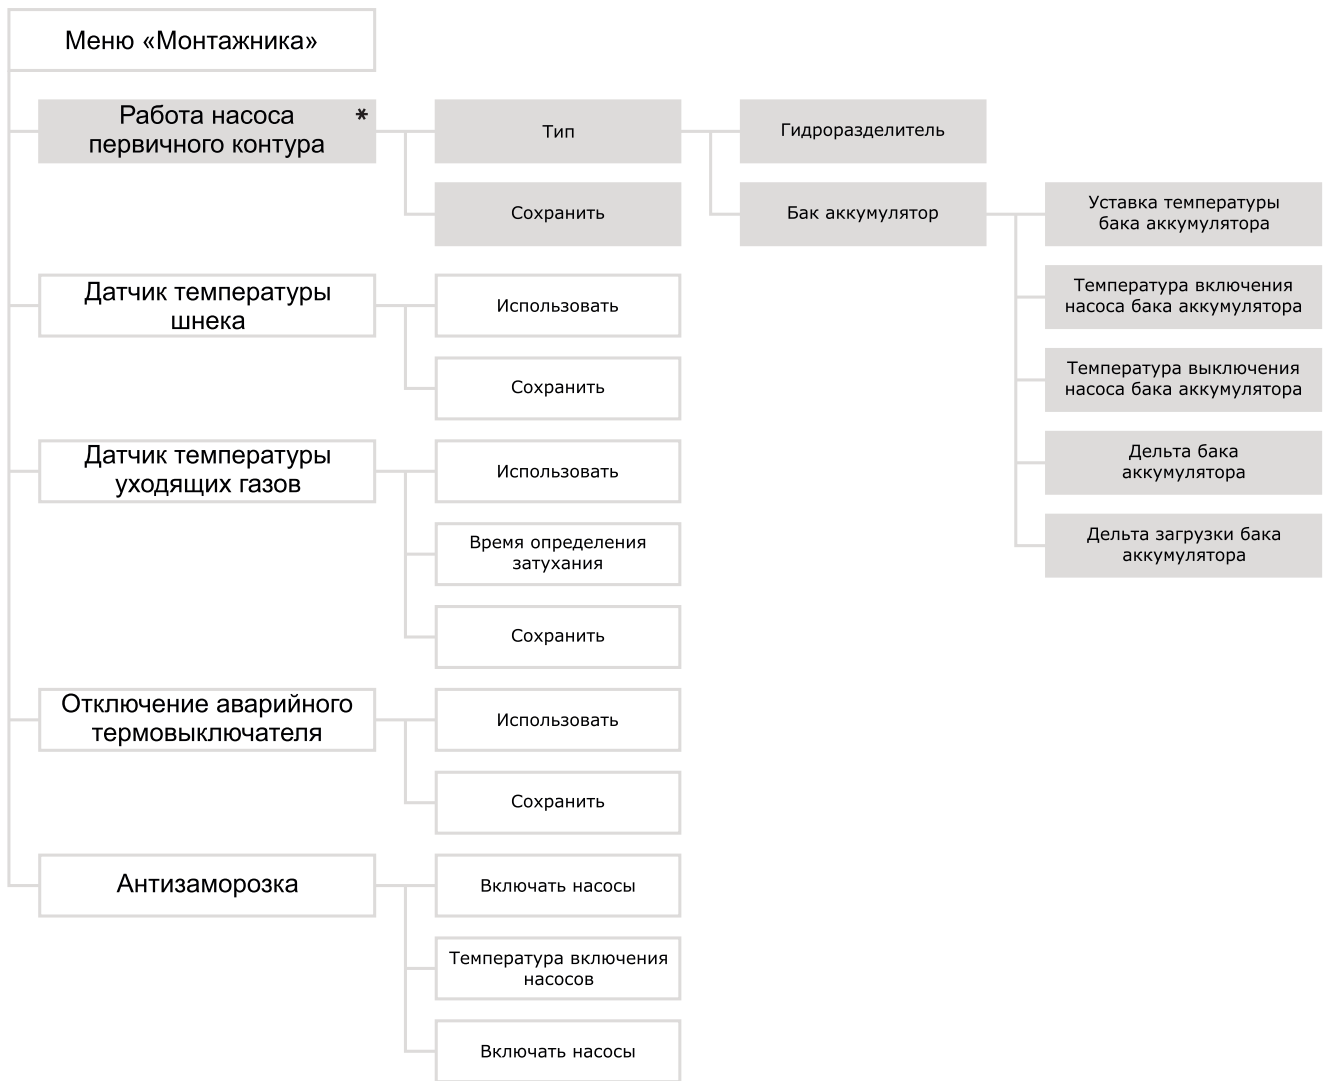 Меню «Монтажника»
Работа насоса *
первичного контура
Тип
Гидроразделитель
Сохранить
Бак аккумулятор
Уставка температуры
бака аккумулятора
Температура включения
насоса бака аккумулятора
Температура выключения
насоса бака аккумулятора
Дельта бака
аккумулятора
Дельта загрузки бака
аккумулятора
Датчик температуры
шнека
Использовать
Сохранить
Датчик температуры
уходящих газов
Использовать
Время определения
затухания
Сохранить
Отключение аварийного
термовыключателя
Использовать
Сохранить
Антизаморозка
Включать насосы
Температура включения
насосов
Включать насосы